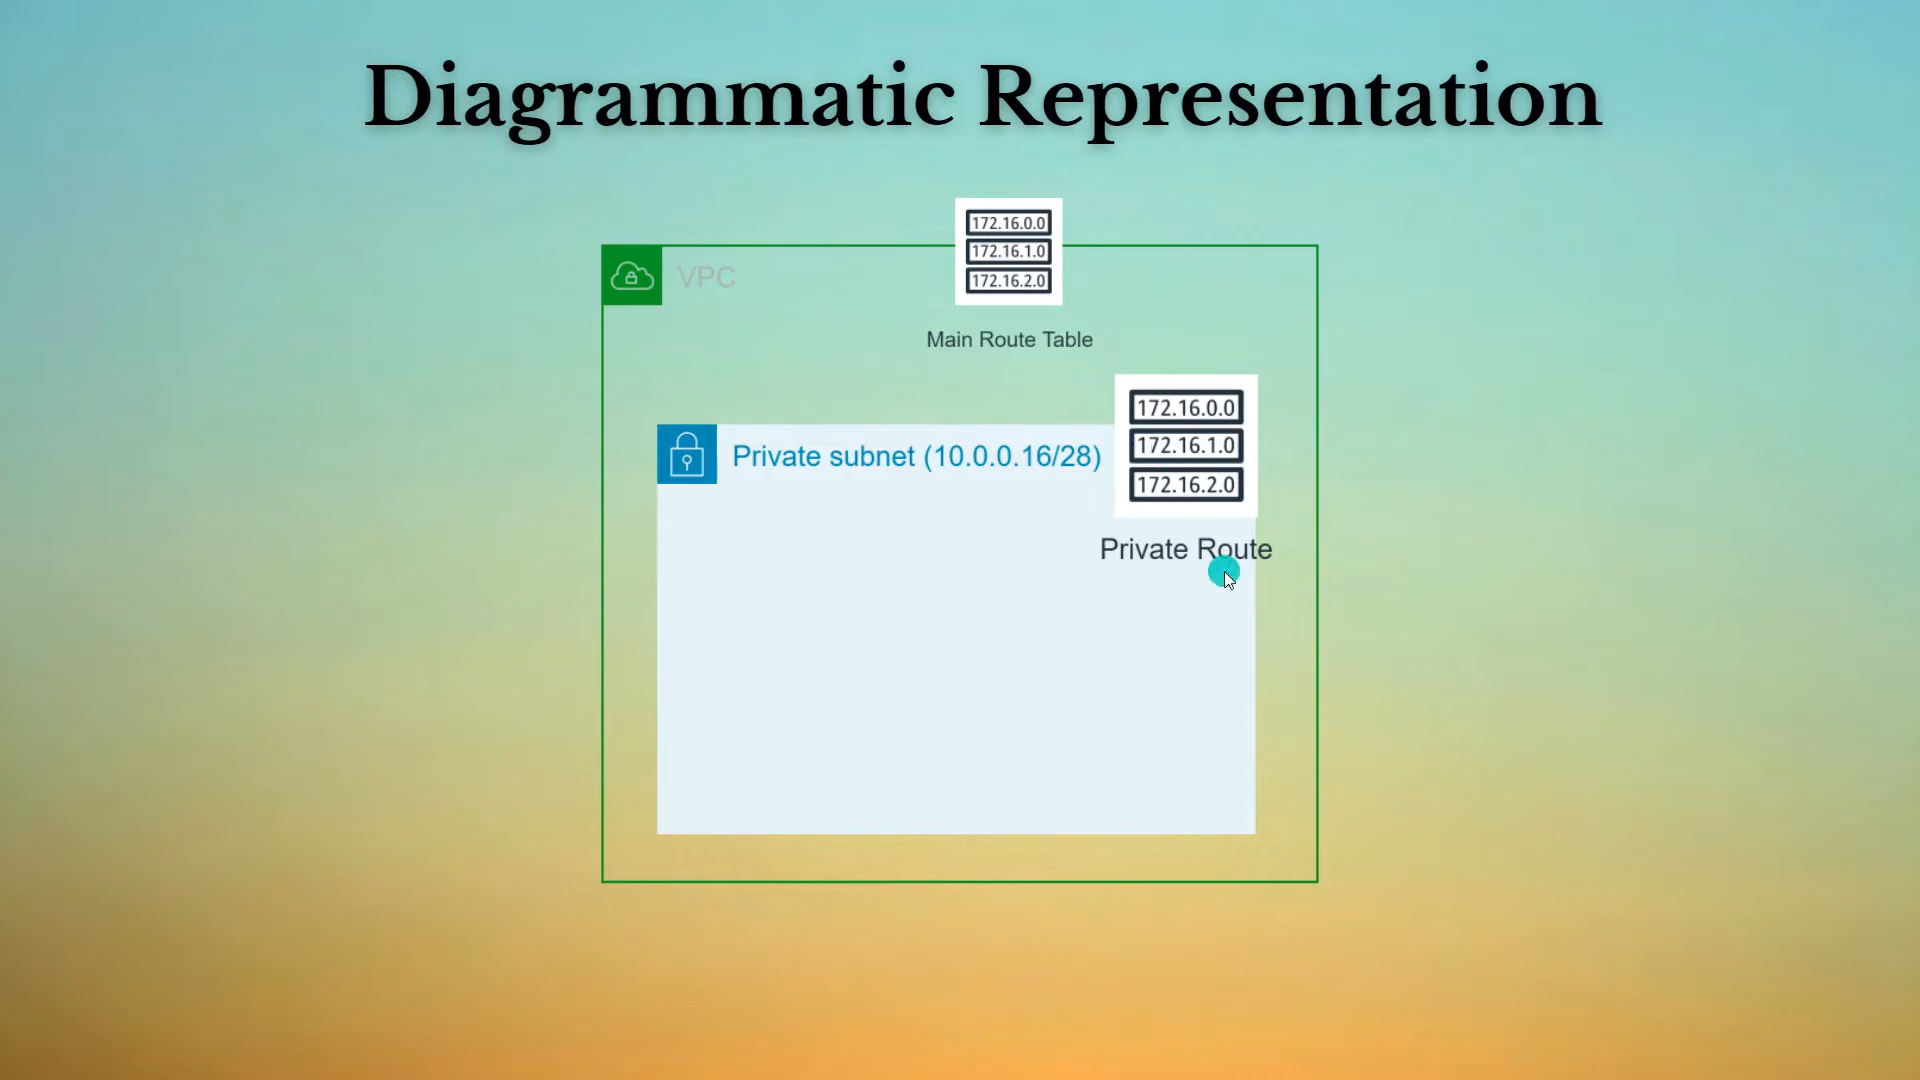 Diagrammatic Representation
172.16.0.0
172.16.1.0
172.16.2.0
VPC
Main Route Table
172.16.0.0
172.16.1.0
172.16.2.0
Private subnet (10.0.0.16/28)
Private Route